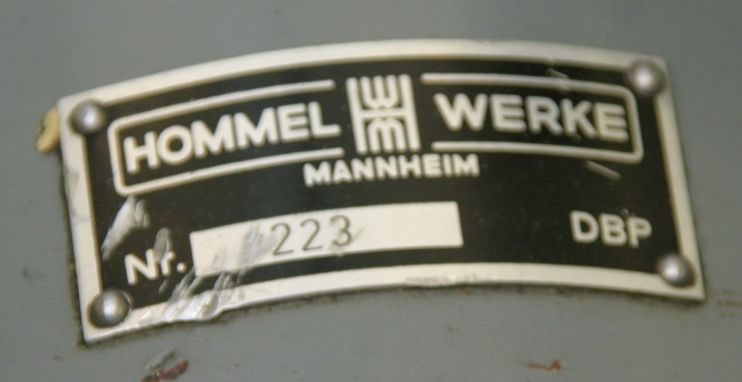 HOMMEL WERKE
MANNHEIM
Nr. 223 DBP